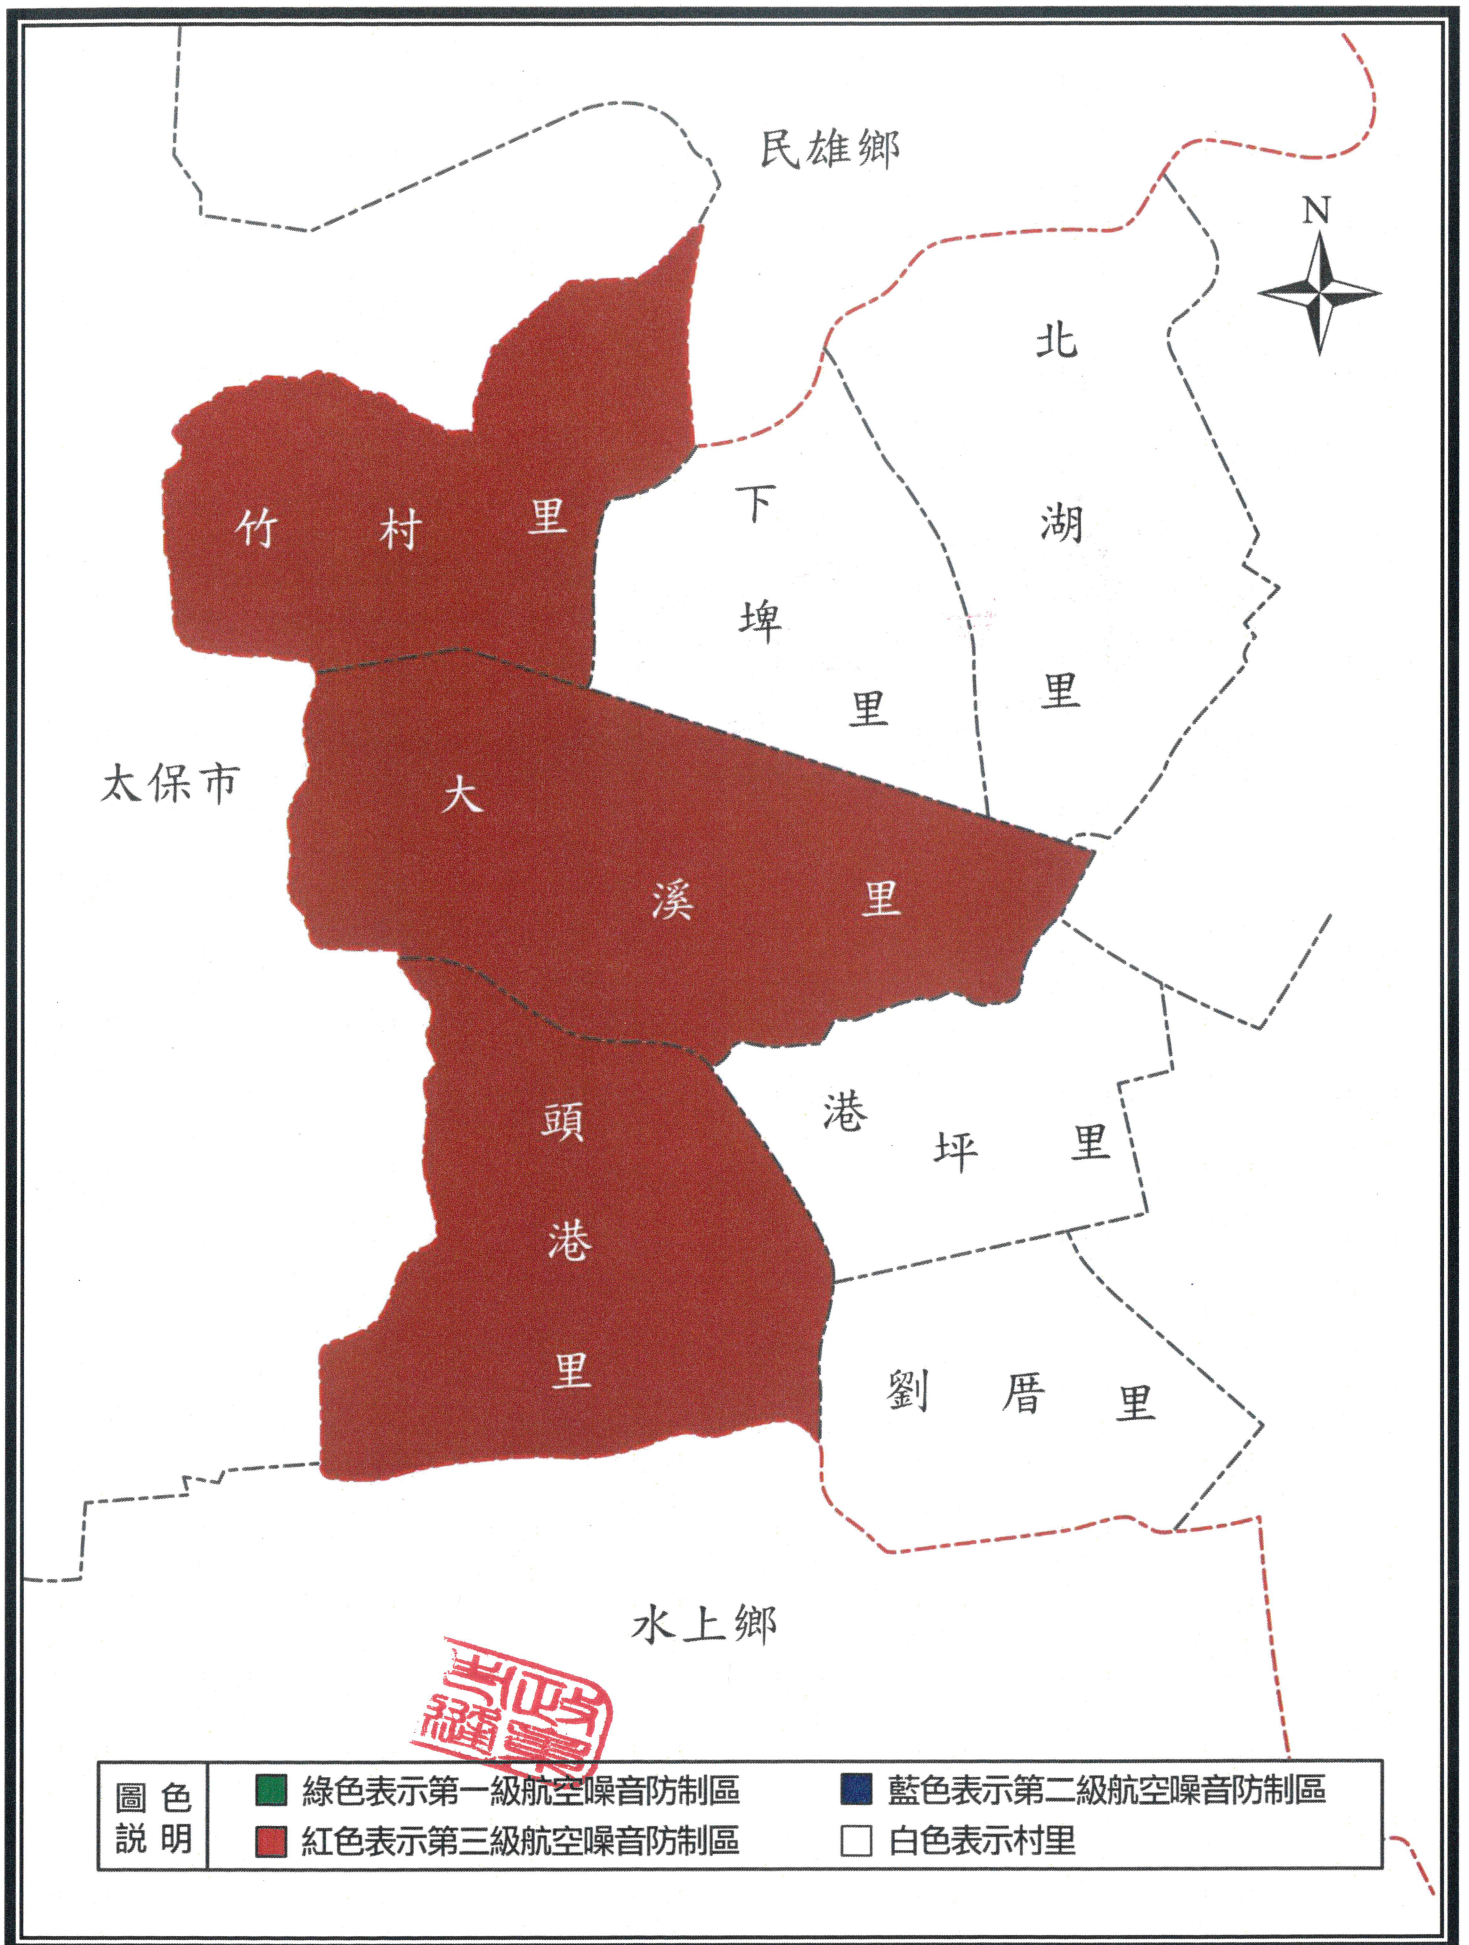 民雄鄉
N
北湖里
下埤里
竹村里
太保市
大溪里
頭港里
港坪里
劉厝里
水上鄉
圖色
說明
綠色表示第一級航空噪音防制區
藍色表示第二級航空噪音防制區
紅色表示第三級航空噪音防制區
白色表示村里